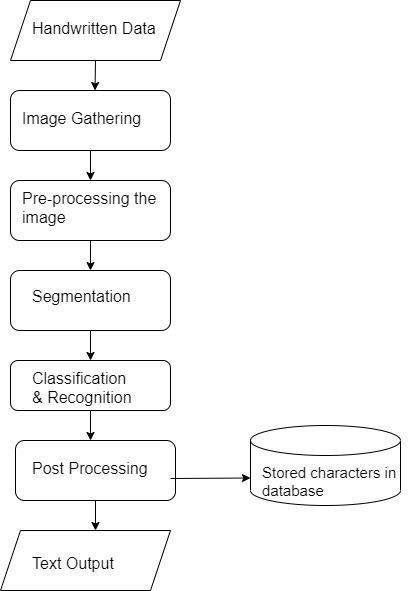 Handwritten Data
Image Gathering
Pre-processing the
image
Segmentation
Classification
& Recognition
Post Processing
Stored characters in
database
Text Output